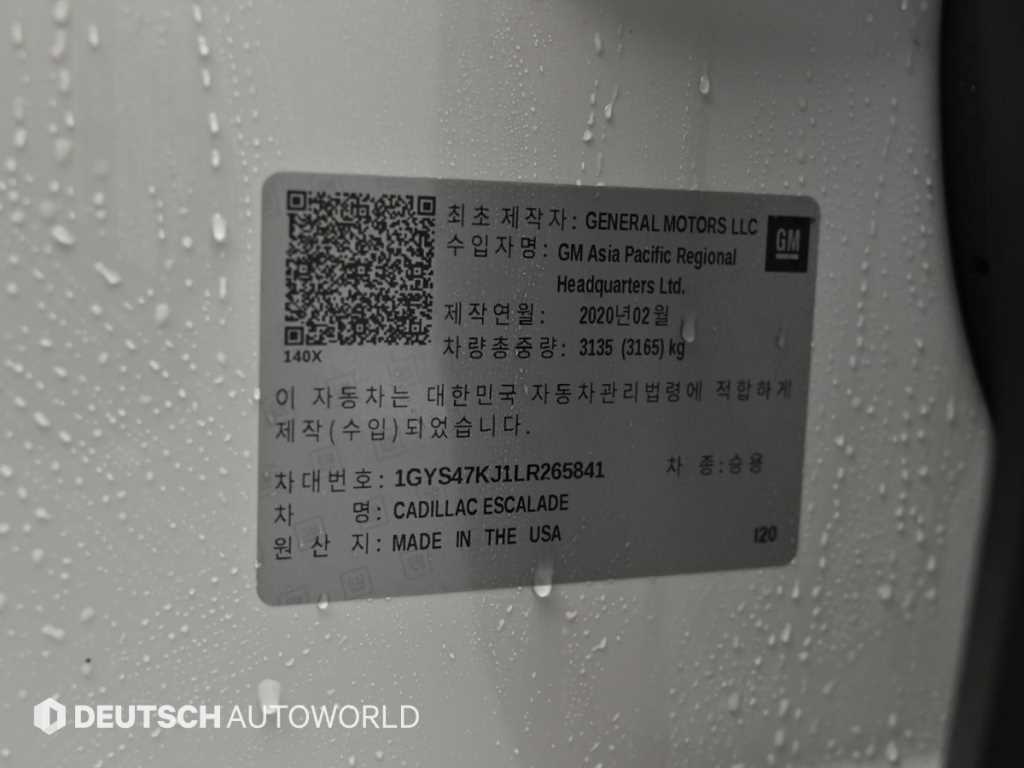 최초 제작자: GENERAL MOTORS LLC
GM
수입자명: GM Asia Pacific Regional
Headquarters Ltd.
제작연월: 2020년02월
차량총중량: 3135 (3165) kg
140X
이 자동차는 대한민국 자동차관리법령에 적합하게
제작(수입)되었습니다.
차대번호: 1GYS47KJ1LR265841 차 종:승용
차 명: CADILLAC ESCALADE
원 산 지: MADE IN THE USA
I20
DEUTSCH AUTOWORLD